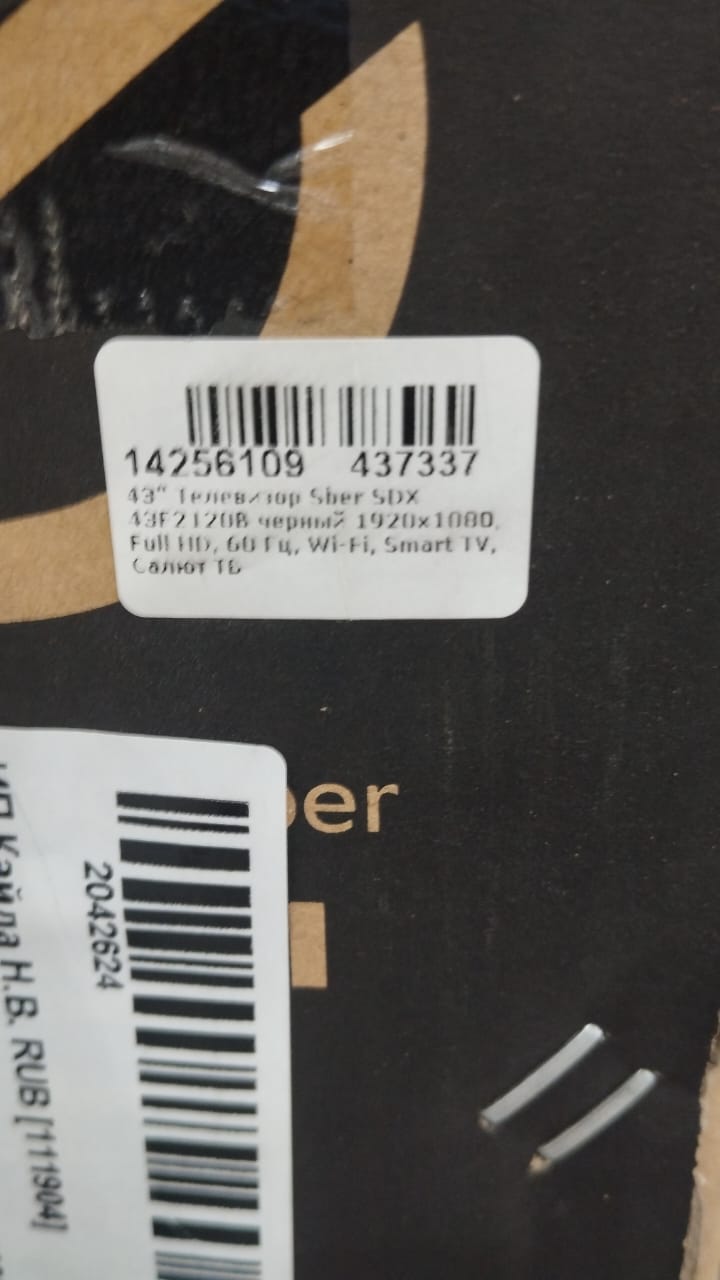 14256109 437337
43" Телевизор Sber SDX
43F2120B черный 1920x1080,
Full HD, 60 Гц, Wi-Fi, Smart TV,
Салют ТВ
ber
2042624
ИП Кайла Н.В. RUB [111904]